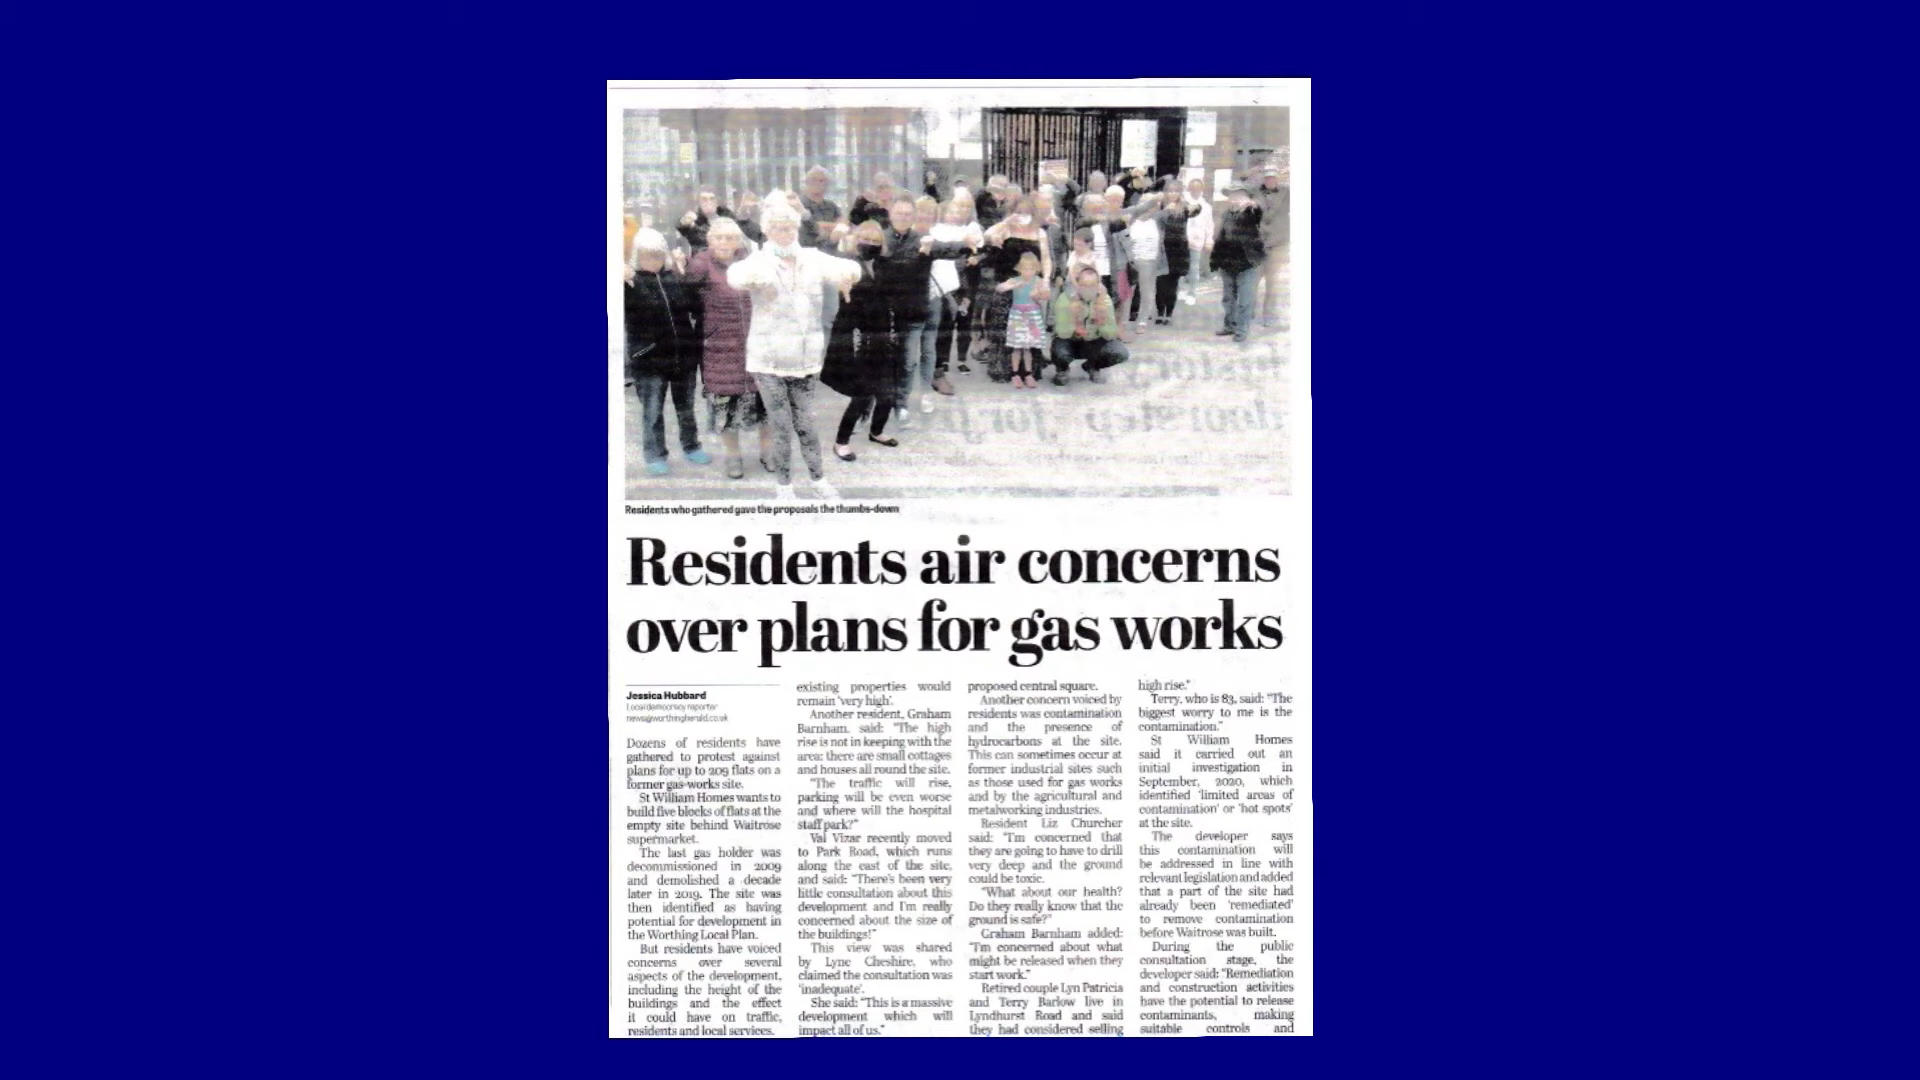 Residents who gathered gave the proposals the thumbs-down
Residents air concerns
over plans for gas works
Jessica Hubbard
Local democracy reporter
news@worthingherald.co.uk
Dozens of residents have
gathered to protest against
plans for up to 209 flats on a
former gas-works site.
St William Homes wants to
build five blocks of flats at the
empty site behind Waitrose
supermarket.
The last gas holder was
decommissioned in 2009
and demolished a decade
later in 2019. The site was
then identified as having
potential for development in
the Worthing Local Plan.
But residents have voiced
concerns over several
aspects of the development,
including the height of the
buildings and the effect
it could have on traffic,
residents and local services.
existing properties would
remain 'very high'.
Another resident, Graham
Barnham, said: "The high
rise is not in keeping with the
area; there are small cottages
and houses all round the site.
"The traffic will rise,
parking will be even worse
and where will the hospital
staff park?"
Val Vizar recently moved
to Park Road, which runs
along the east of the site,
and said: "There's been very
little consultation about this
development and I'm really
concerned about the size of
the buildings!"
This view was shared
by Lyne Cheshire, who
claimed the consultation was
'inadequate'.
She said: "This is a massive
development which will
impact all of us."
proposed central square.
Another concern voiced by
residents was contamination
and the presence of
hydrocarbons at the site.
This can sometimes occur at
former industrial sites such
as those used for gas works
and by the agricultural and
metalworking industries.
Resident Liz Churcher
said: "I'm concerned that
they are going to have to drill
very deep and the ground
could be toxic.
"What about our health?
Do they really know that the
ground is safe?"
Graham Barnham added:
"I'm concerned about what
might be released when they
start work."
Retired couple Lyn Patricia
and Terry Barlow live in
Lyndhurst Road and said
they had considered selling
high rise."
Terry, who is 83, said: "The
biggest worry to me is the
contamination."
St William Homes
said it carried out an
initial investigation in
September, 2020, which
identified 'limited areas of
contamination' or 'hot spots'
at the site.
The developer says
this contamination will
be addressed in line with
relevant legislation and added
that a part of the site had
already been 'remediated'
to remove contamination
before Waitrose was built.
During the public
consultation stage, the
developer said: "Remediation
and construction activities
have the potential to release
contaminants, making
suitable controls and